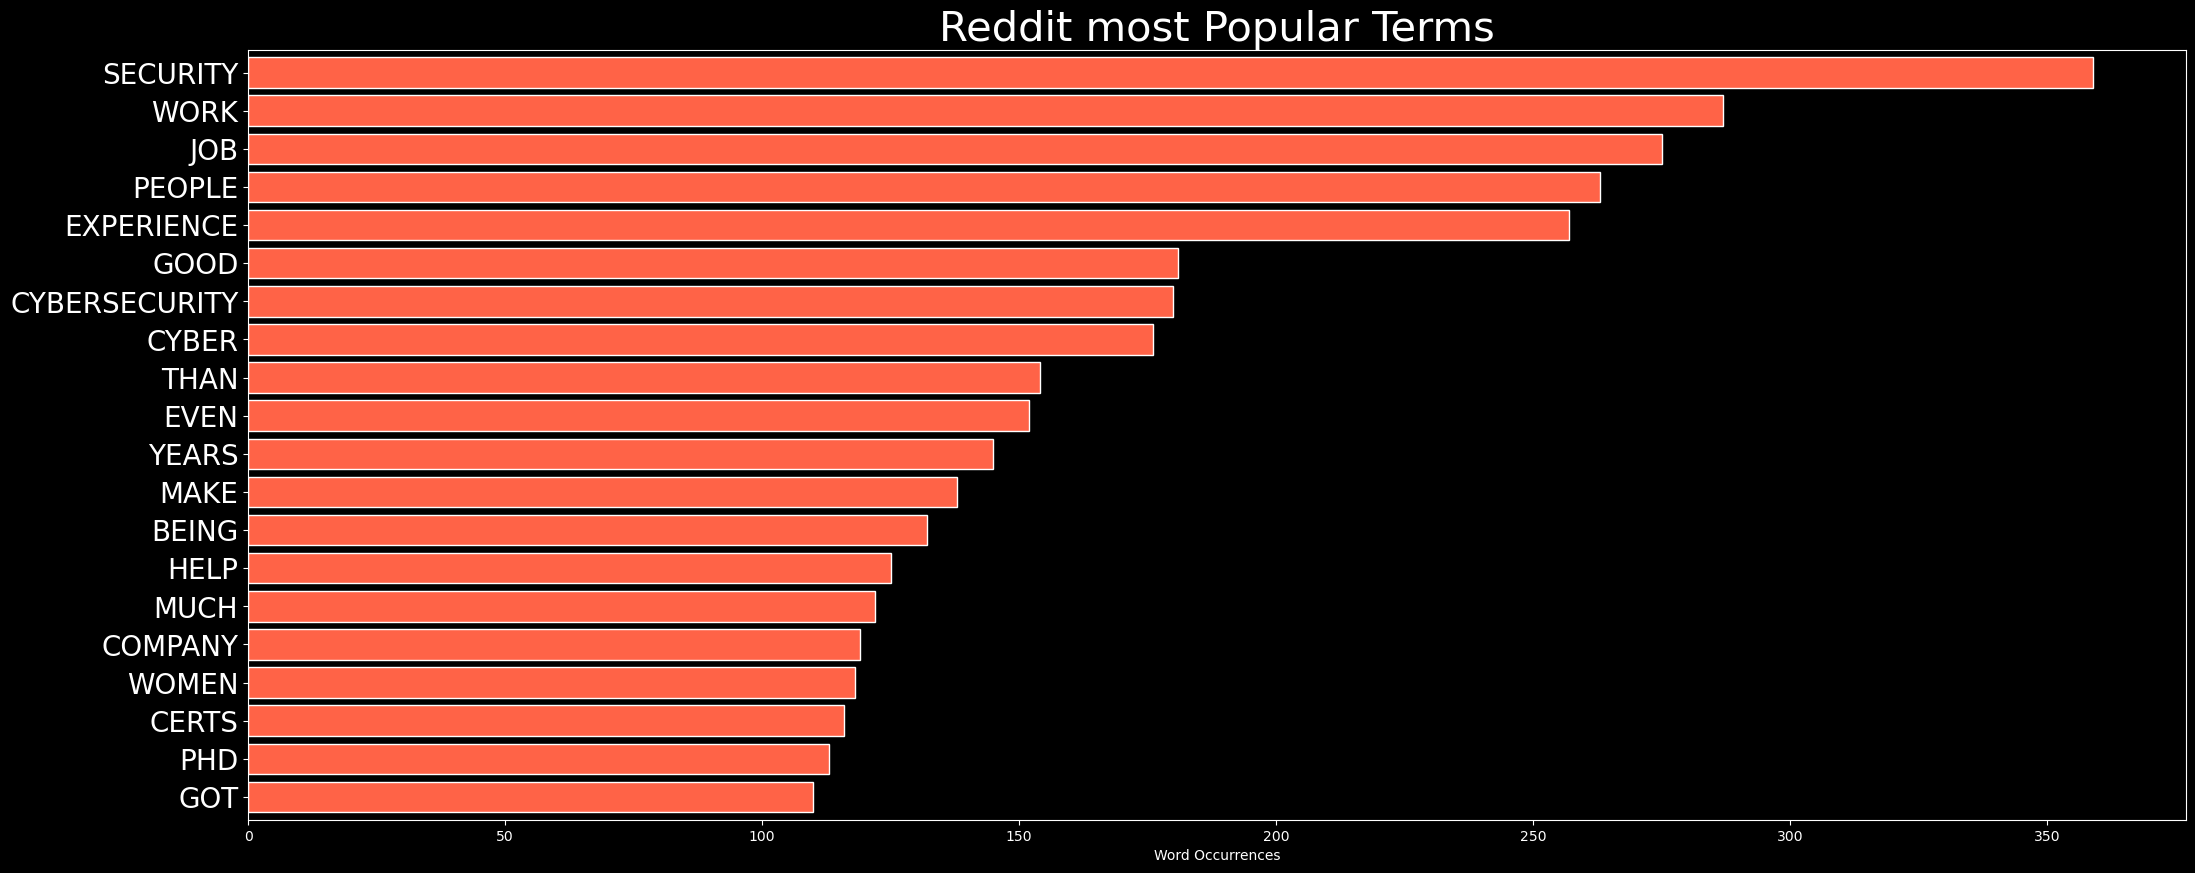 Reddit most Popular Terms
SECURITY
WORK
JOB
PEOPLE
EXPERIENCE
GOOD
CYBERSECURITY
CYBER
THAN
EVEN
YEARS
MAKE
BEING
HELP
MUCH
COMPANY
WOMEN
CERTS
PHD
GOT
0 50 100 150 200 250 300 350
Word Occurrences